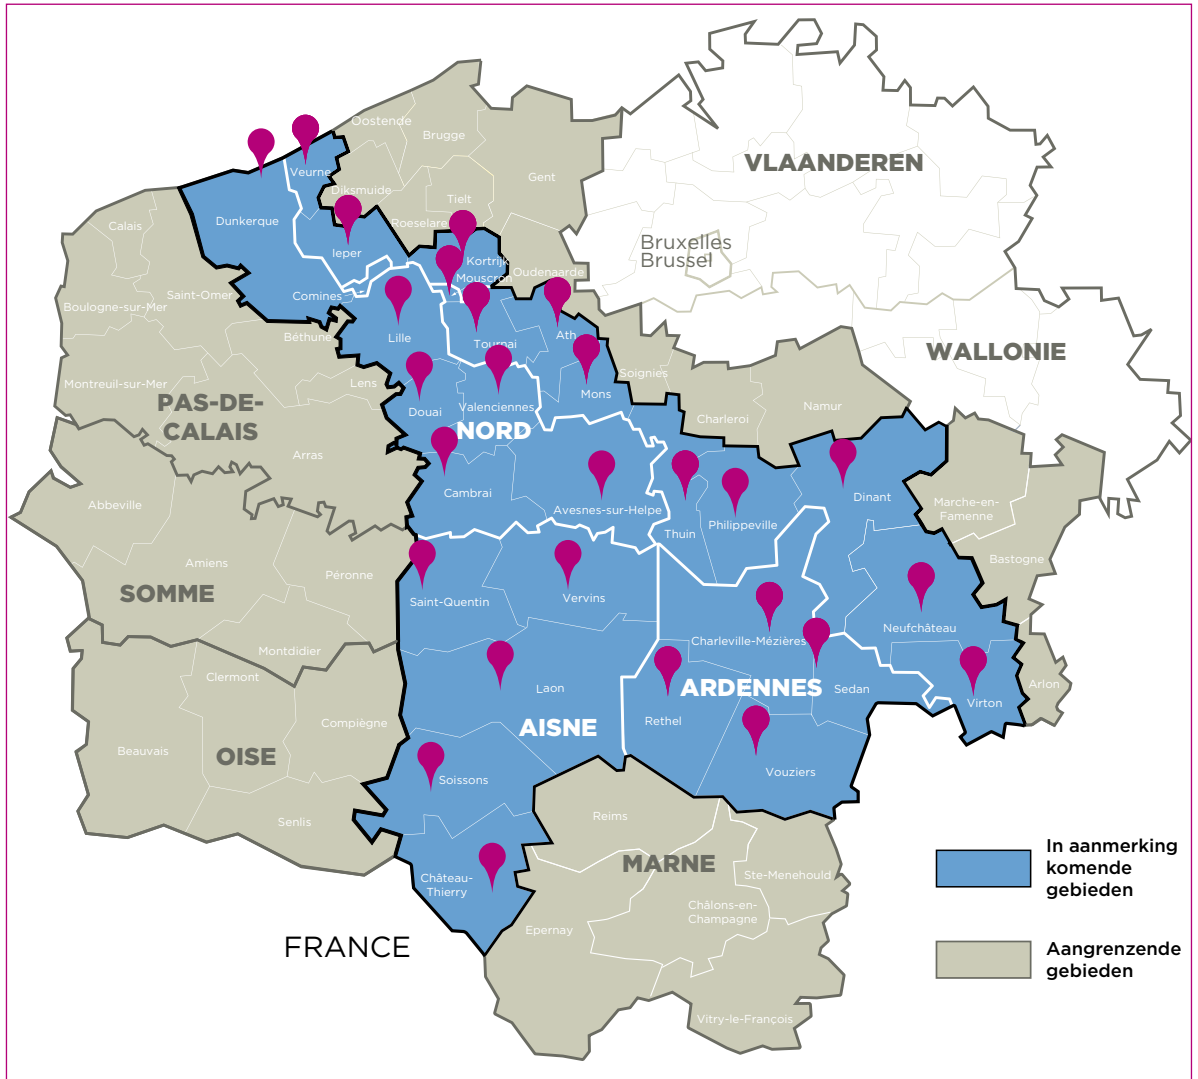 Oostende
Brugge
Veurne
Diksmuide
Gent
Tielt
VLAANDEREN
Dunkerque
Calais
Roeselare
Ieper
Kortrijk
Bruxelles
Brussel
Mouscron
Oudenaarde
Saint-Omer
Comines
Boulogne-sur-Mer
Béthune
Lille
Tournai
Ath
WALLONIE
Montreuil-sur-Mer
Lens
Soignies
Mons
PAS-DE-
CALAIS
Douai
Valenciennes
NORD
Charleroi
Namur
Arras
Abbeville
Cambrai
Avesnes-sur-Helpe
Thuin
Philippeville
Dinant
Marche-en-
Famenne
Bastogne
Amiens
Péronne
SOMME
Saint-Quentin
Vervins
Neufchâteau
Charleville-Mézières
Montdidier
Clermont
Laon
ARDENNES
Sedan
Arlon
Virton
Compiègne
Rethel
AISNE
Beauvais
OISE
Soissons
Vouziers
Senlis
Reims
MARNE
Château-
Thierry
Ste-Menehould
Châlons-en-
Champagne
Epernay
FRANCE
Vitry-le-François
In aanmerking
komende
gebieden
Aangrenzende
gebieden